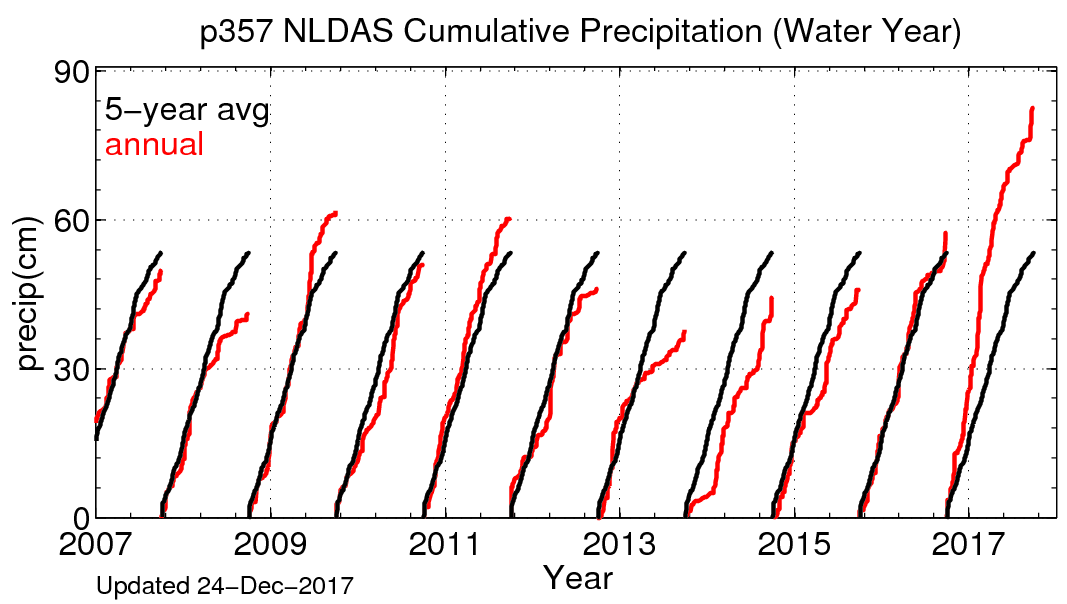 p357 NLDAS Cumulative Precipitation (Water Year)
90
5−year avg
annual
60
precip(cm)
30
0
2007 2009 2011 2013 2015 2017
Year
Updated 24−Dec−2017